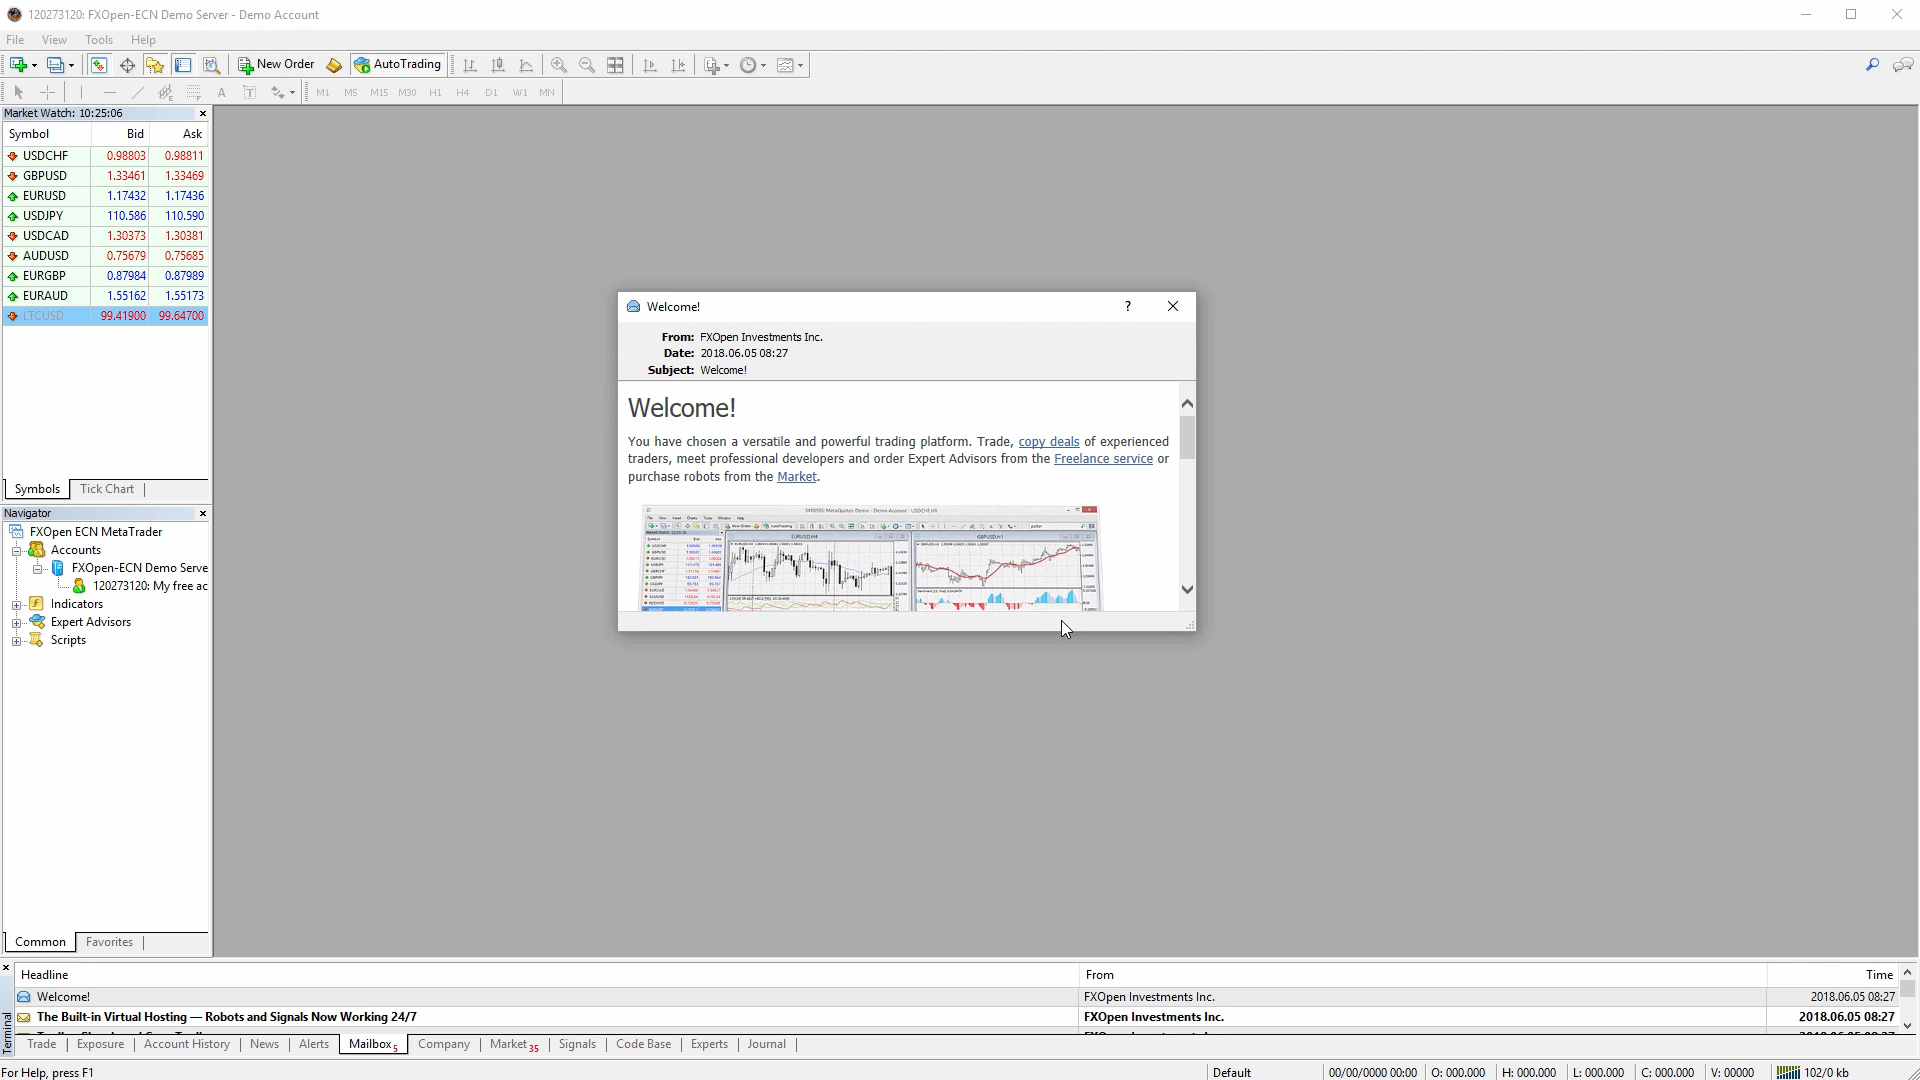 120273120: FXOpen-ECN Demo Server - Demo Account
File View Tools Help
New Order AutoTrading
A T M1 M5 M15 M30 H1 H4 D1 W1 MN
Market Watch: 10:25:06
Symbol Bid Ask
USDCHF 0.98803 0.98811
GBPUSD 1.33461 1.33469
EURUSD 1.17432 1.17436
USDJPY 110.586 110.590
USDCAD 1.30373 1.30381
AUDUSD 0.75679 0.75685
EURGBP 0.87984 0.87989
EURAUD 1.55162 1.55173
LTCUSD 99.41900 99.64700
Symbols Tick Chart
Navigator
FXOpen ECN MetaTrader
Accounts
FXOpen-ECN Demo Serve
120273120: My free ac
Indicators
Expert Advisors
Scripts
Common Favorites
Welcome!
From: FXOpen Investments Inc.
Date: 2018.06.05 08:27
Subject: Welcome!
Welcome!
You have chosen a versatile and powerful trading platform. Trade, copy deals of experienced
traders, meet professional developers and order Expert Advisors from the Freelance service or
purchase robots from the Market.
EURUSD,H4
GBPUSD,H1
Headline From Time
Welcome! FXOpen Investments Inc. 2018.06.05 08:27
The Built-in Virtual Hosting — Robots and Signals Now Working 24/7 FXOpen Investments Inc. 2018.06.05 08:27
Terminal
Trade Exposure Account History News Alerts Mailbox 5 Company Market 35 Signals Code Base Experts Journal
For Help, press F1 Default 00/00/0000 00:00 O: 000.000 H: 000.000 L: 000.000 C: 000.000 V: 00000 102/0 kb